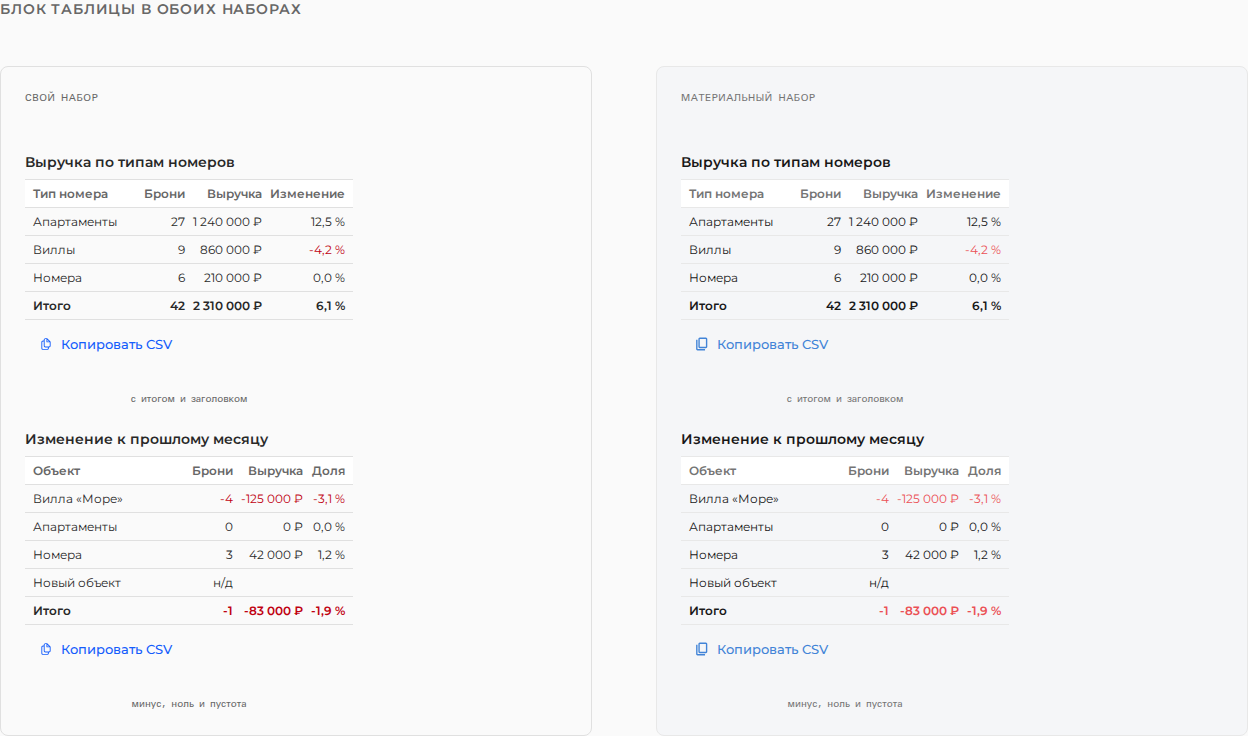 БЛОК ТАБЛИЦЫ В ОБОИХ НАБОРАХ
СВОЙ НАБОР
Выручка по типам номеров
Тип номера Брони Выручка Изменение
Апартаменты 27 1 240 000 ₽ 12,5 %
Виллы 9 860 000 ₽ -4,2 %
Номера 6 210 000 ₽ 0,0 %
Итого 42 2 310 000 ₽ 6,1 %
Копировать CSV
с итогом и заголовком
Изменение к прошлому месяцу
Объект Брони Выручка Доля
Вилла «Море» -4 -125 000 ₽ -3,1 %
Апартаменты 0 0 ₽ 0,0 %
Номера 3 42 000 ₽ 1,2 %
Новый объект н/д
Итого -1 -83 000 ₽ -1,9 %
Копировать CSV
минус, ноль и пустота
МАТЕРИАЛЬНЫЙ НАБОР
Выручка по типам номеров
Тип номера Брони Выручка Изменение
Апартаменты 27 1 240 000 ₽ 12,5 %
Виллы 9 860 000 ₽ -4,2 %
Номера 6 210 000 ₽ 0,0 %
Итого 42 2 310 000 ₽ 6,1 %
Копировать CSV
с итогом и заголовком
Изменение к прошлому месяцу
Объект Брони Выручка Доля
Вилла «Море» -4 -125 000 ₽ -3,1 %
Апартаменты 0 0 ₽ 0,0 %
Номера 3 42 000 ₽ 1,2 %
Новый объект н/д
Итого -1 -83 000 ₽ -1,9 %
Копировать CSV
минус, ноль и пустота